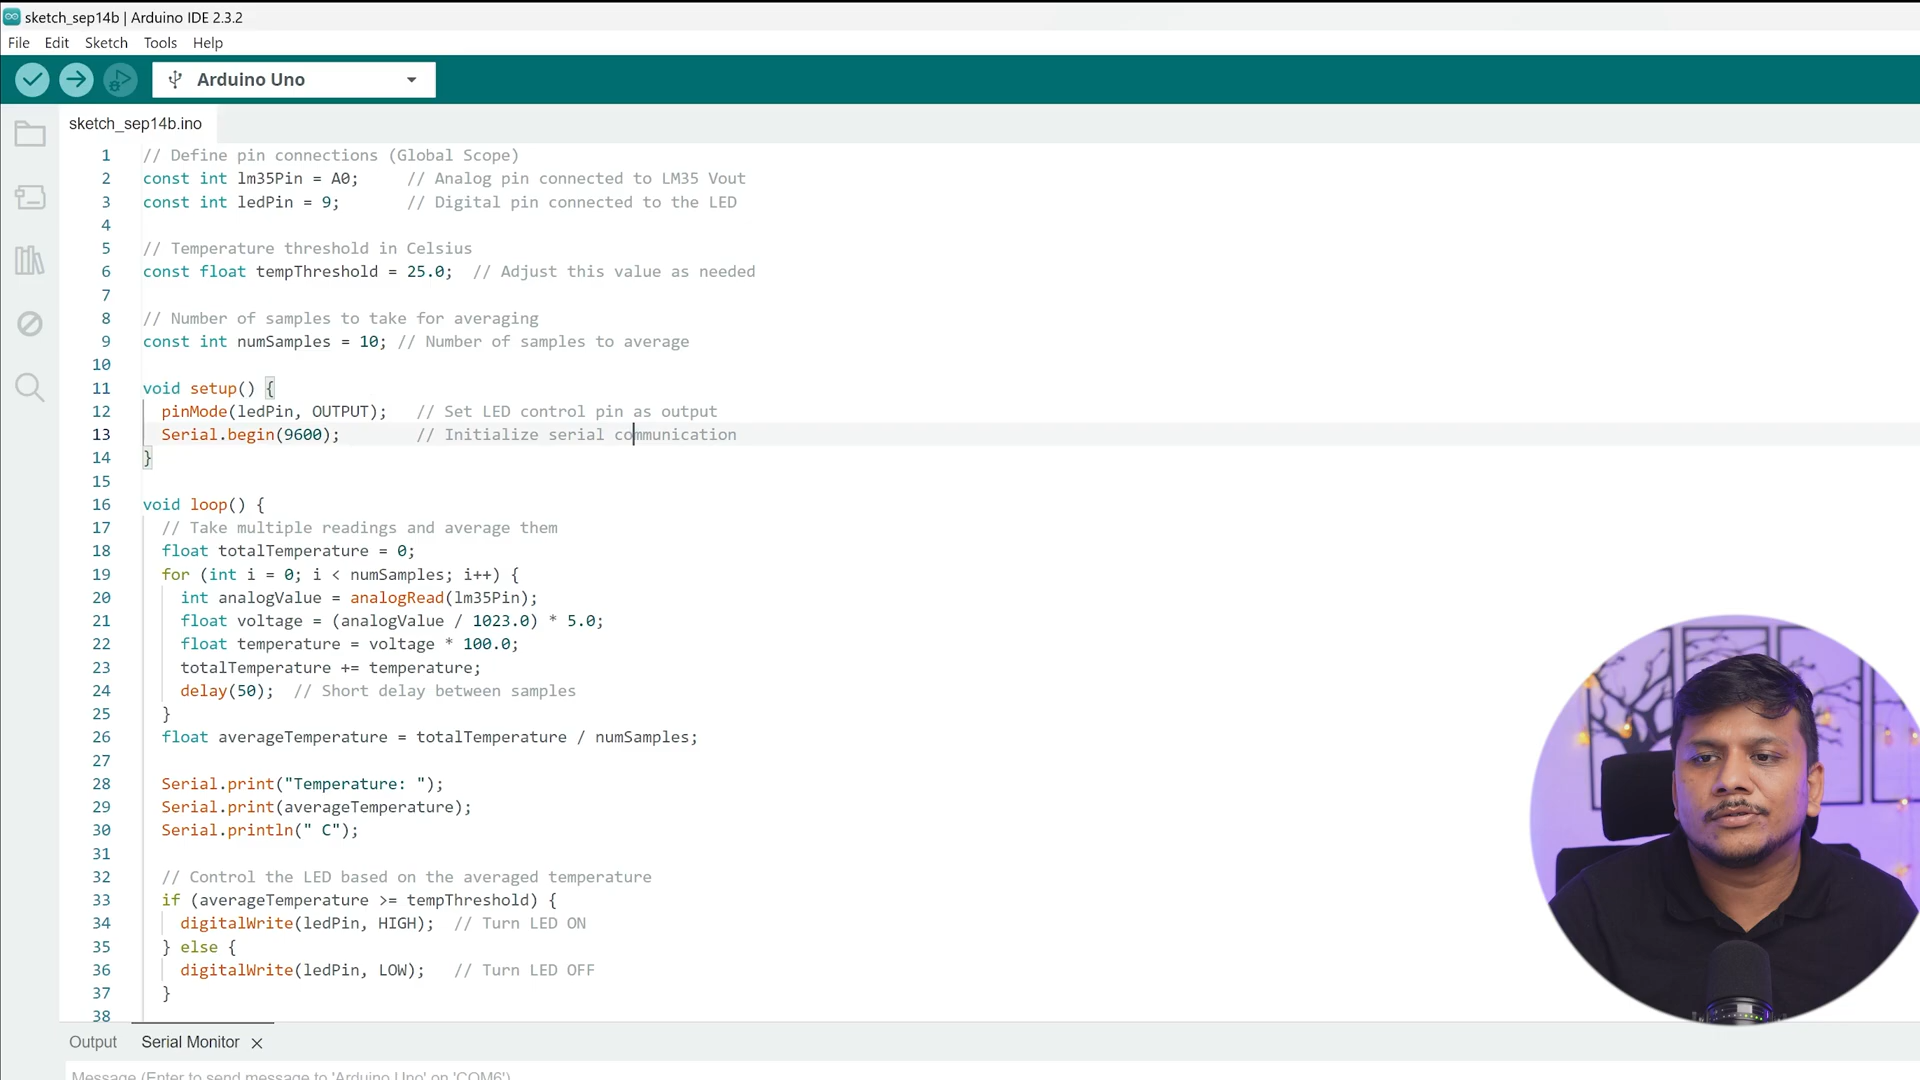 sketch_sep14b | Arduino IDE 2.3.2
File Edit Sketch Tools Help
Arduino Uno
sketch_sep14b.ino
1 // Define pin connections (Global Scope)
2 const int lm35Pin = A0; // Analog pin connected to LM35 Vout
3 const int ledPin = 9; // Digital pin connected to the LED
4
5 // Temperature threshold in Celsius
6 const float tempThreshold = 25.0; // Adjust this value as needed
7
8 // Number of samples to take for averaging
9 const int numSamples = 10; // Number of samples to average
10
11 void setup() {
12 pinMode(ledPin, OUTPUT); // Set LED control pin as output
13 Serial.begin(9600); // Initialize serial communication
14 }
15
16 void loop() {
17 // Take multiple readings and average them
18 float totalTemperature = 0;
19 for (int i = 0; i < numSamples; i++) {
20 int analogValue = analogRead(lm35Pin);
21 float voltage = (analogValue / 1023.0) * 5.0;
22 float temperature = voltage * 100.0;
23 totalTemperature += temperature;
24 delay(50); // Short delay between samples
25 }
26 float averageTemperature = totalTemperature / numSamples;
27
28 Serial.print("Temperature: ");
29 Serial.print(averageTemperature);
30 Serial.println(" C");
31
32 // Control the LED based on the averaged temperature
33 if (averageTemperature >= tempThreshold) {
34 digitalWrite(ledPin, HIGH); // Turn LED ON
35 } else {
36 digitalWrite(ledPin, LOW); // Turn LED OFF
37 }
38
Output Serial Monitor
Message (Enter to send message to 'Arduino Uno' on 'COM6')